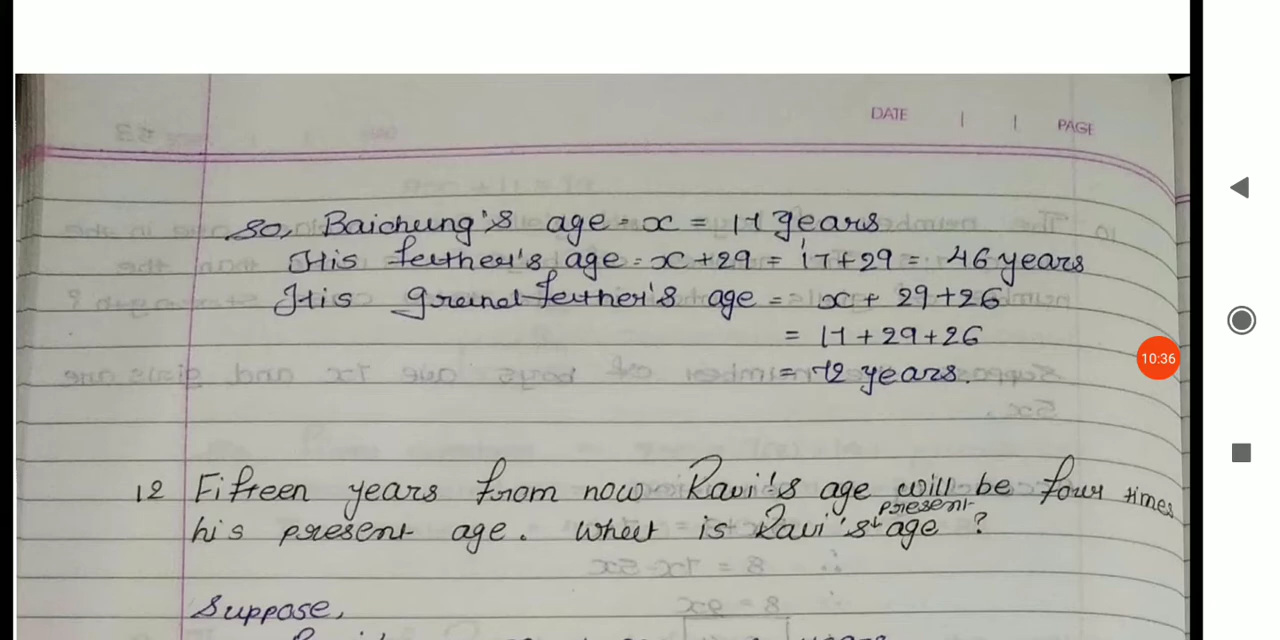 DATE | | PAGE
So, Baichung's age = x = 17 years
His father's age = x + 29 = 17+29 = 46 years
His grand father's age = x + 29+26
= 17+29+26
= 72 years.
10:36
12 Fifteen years from now Ravi's age will be four times
his present age. What is Ravi's present age ?
Suppose,